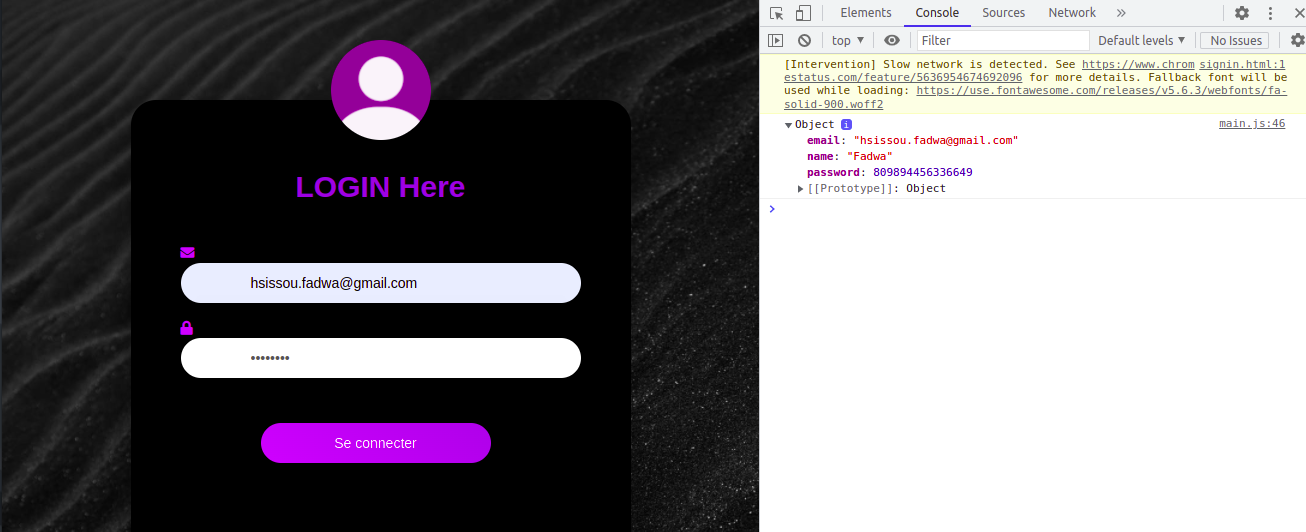 LOGIN Here
hsissou.fadwa@gmail.com
••••••••
Se connecter
Elements Console Sources Network »
top ▼ Filter Default levels ▼ No Issues
[Intervention] Slow network is detected. See https://www.chrom signin.html:1
estatus.com/feature/5636954674692096 for more details. Fallback font will be
used while loading: https://use.fontawesome.com/releases/v5.6.3/webfonts/fa-
solid-900.woff2
▼Object i main.js:46
email: "hsissou.fadwa@gmail.com"
name: "Fadwa"
password: 809894456336649
▶[[Prototype]]: Object